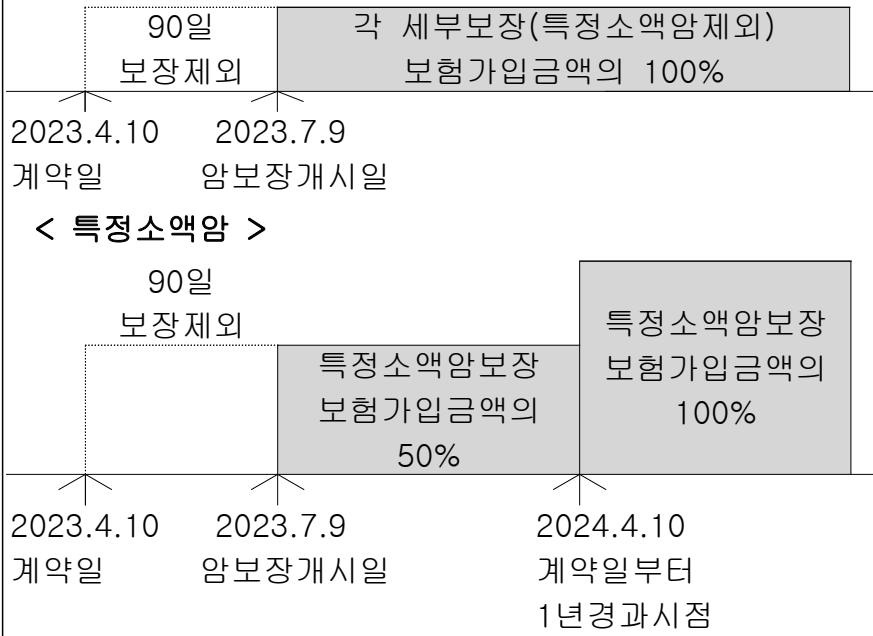 90일
보장제외
각 세부보장(특정소액암제외)
보험가입금액의 100%
2023.4.10
계약일
2023.7.9
암보장개시일
< 특정소액암 >
90일
보장제외
특정소액암보장
보험가입금액의
50%
특정소액암보장
보험가입금액의
100%
2023.4.10
계약일
2023.7.9
암보장개시일
2024.4.10
계약일부터
1년경과시점